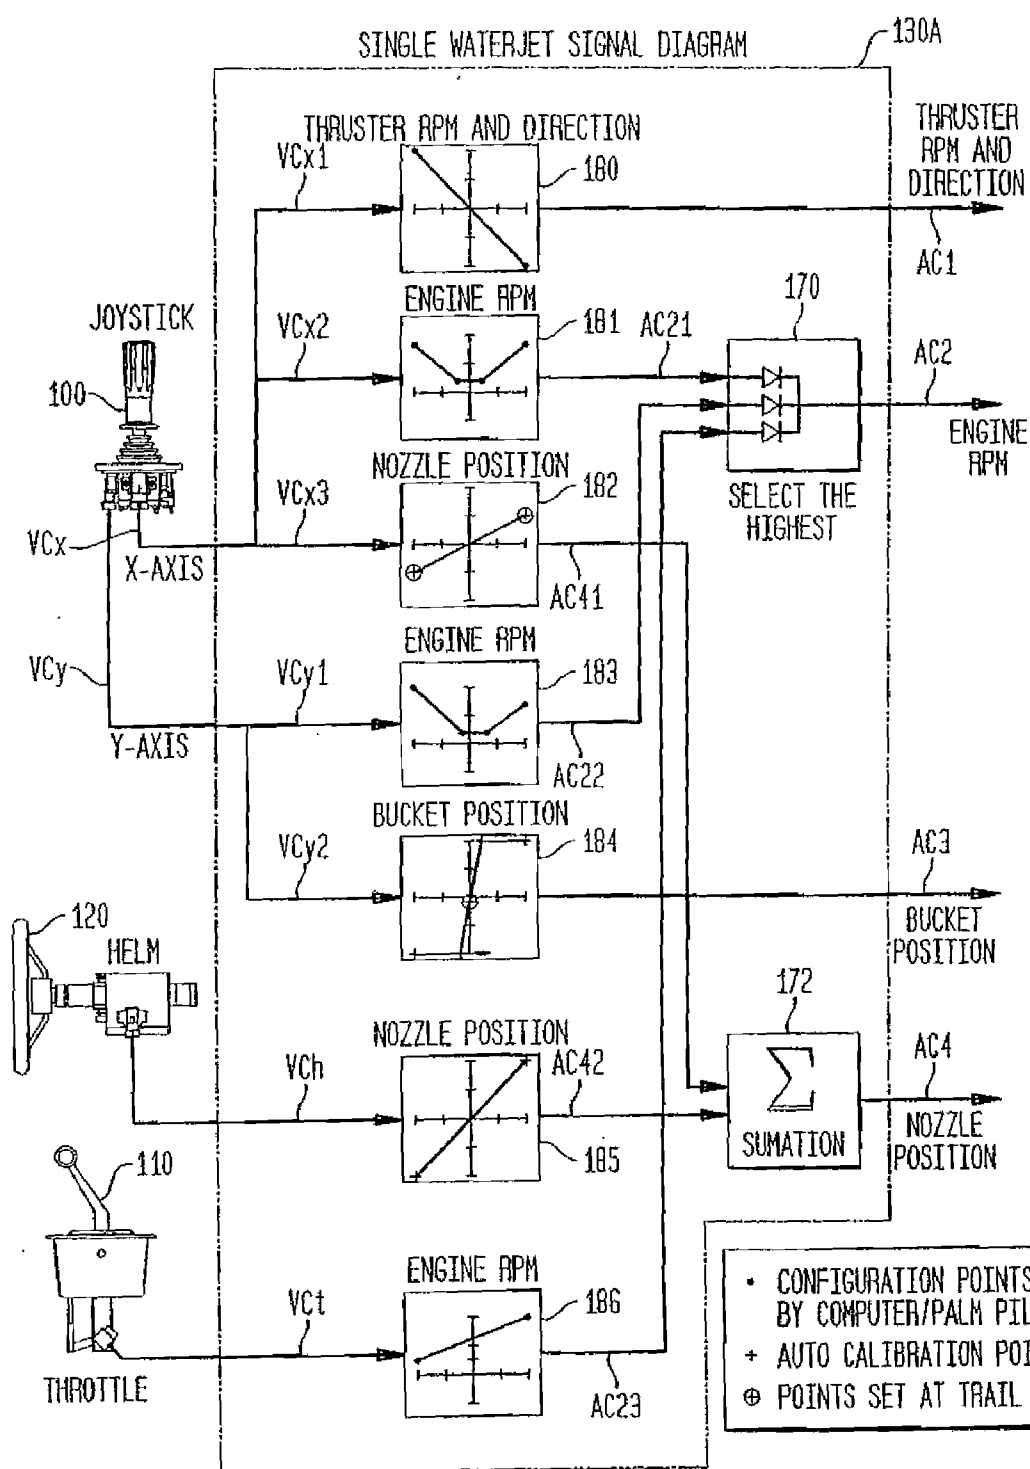 SINGLE WATERJET SIGNAL DIAGRAM
130A
THRUSTER RPM AND DIRECTION
VCx1
180
THRUSTER
RPM AND
DIRECTION
AC1
ENGINE RPM
JOYSTICK
VCx2
181
AC21
170
AC2
100
ENGINE
RPM
NOZZLE POSITION
182
SELECT THE
HIGHEST
VCx3
VCx
X-AXIS
AC41
ENGINE RPM
VCy
VCy1
183
Y-AXIS
AC22
BUCKET POSITION
VCy2
184
AC3
BUCKET
POSITION
120
HELM
172
NOZZLE POSITION
AC42
AC4
VCh
SUMATION
NOZZLE
POSITION
185
110
ENGINE RPM
186
VCt
THROTTLE
AC23
• CONFIGURATION POINTS
BY COMPUTER/PALM PIL
+ AUTO CALIBRATION POI
⊕ POINTS SET AT TRAIL